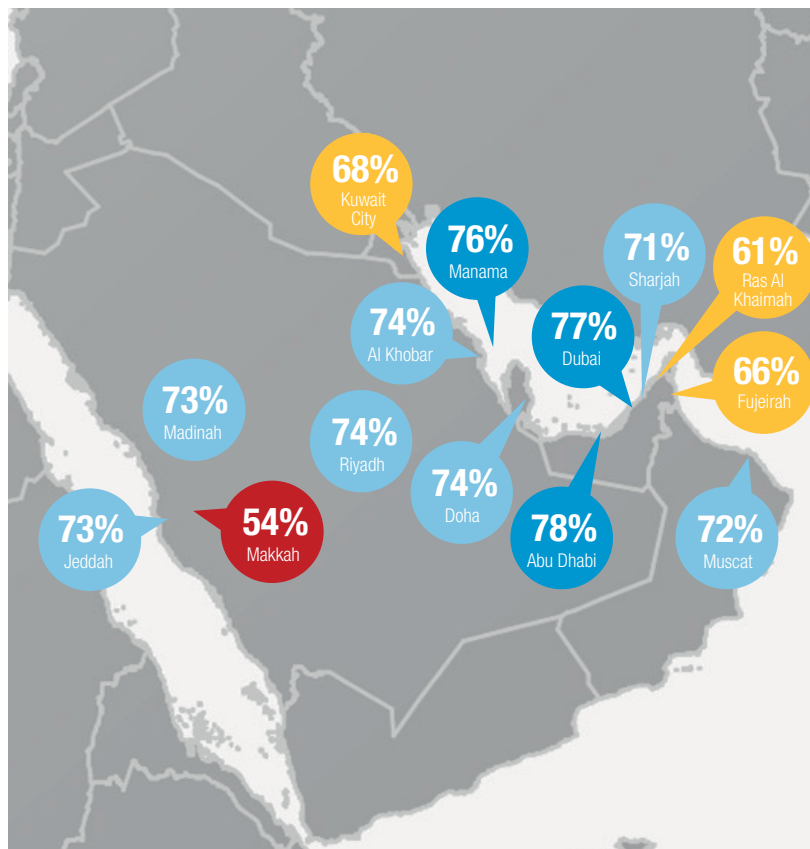 68%
Kuwait
City
76%
Manama
71%
Sharjah
61%
Ras Al
Khaimah
74%
Al Khobar
77%
Dubai
66%
Fujeirah
73%
Madinah
74%
Riyadh
74%
Doha
78%
Abu Dhabi
72%
Muscat
73%
Jeddah
54%
Makkah